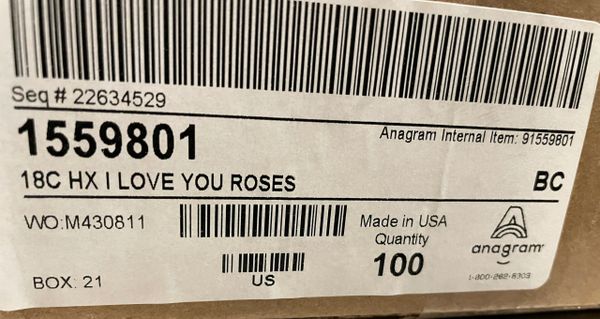 Seq # 22634529
1559801
Anagram Internal Item: 91559801
18C HX I LOVE YOU ROSES
BC
WO:M430811
Made in USA
Quantity
100
anagram
1-800-262-8303
US
BOX: 21